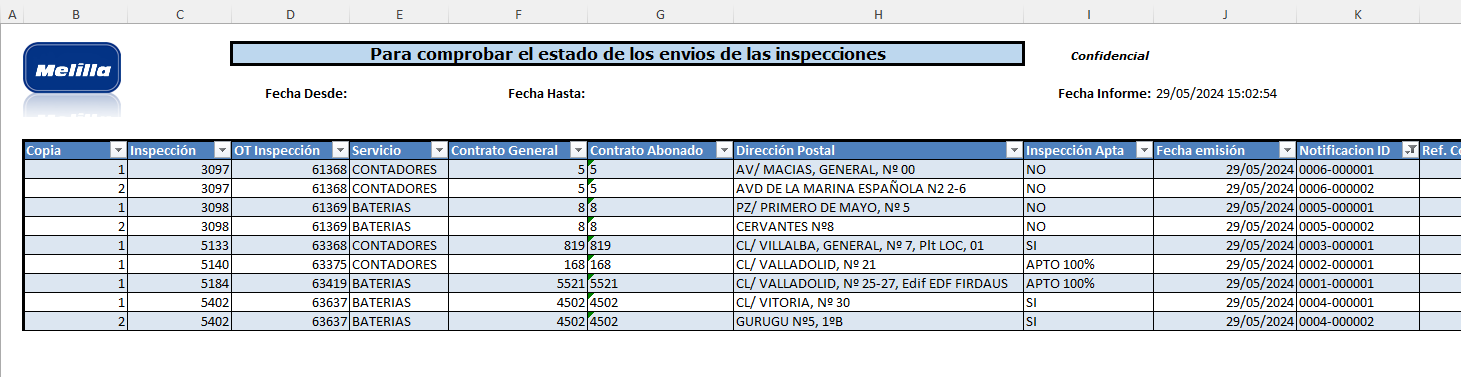 A B C D E F G H I J K
Para comprobar el estado de los envios de las inspecciones
Confidencial
Melilla
Fecha Desde: Fecha Hasta: Fecha Informe: 29/05/2024 15:02:54
Copia Inspección OT Inspección Servicio Contrato General Contrato Abonado Dirección Postal Inspección Apta Fecha emisión Notificacion ID Ref. Co
1 3097 61368 CONTADORES 5 5 AV/ MACIAS, GENERAL, Nº 00 NO 29/05/2024 0006-000001
2 3097 61368 CONTADORES 5 5 AVD DE LA MARINA ESPAÑOLA N2 2-6 NO 29/05/2024 0006-000002
1 3098 61369 BATERIAS 8 8 PZ/ PRIMERO DE MAYO, Nº 5 NO 29/05/2024 0005-000001
2 3098 61369 BATERIAS 8 8 CERVANTES Nº8 NO 29/05/2024 0005-000002
1 5133 63368 CONTADORES 819 819 CL/ VILLALBA, GENERAL, Nº 7, Plt LOC, 01 SI 29/05/2024 0003-000001
1 5140 63375 CONTADORES 168 168 CL/ VALLADOLID, Nº 21 APTO 100% 29/05/2024 0002-000001
1 5184 63419 BATERIAS 5521 5521 CL/ VALLADOLID, Nº 25-27, Edif EDF FIRDAUS APTO 100% 29/05/2024 0001-000001
1 5402 63637 BATERIAS 4502 4502 CL/ VITORIA, Nº 30 SI 29/05/2024 0004-000001
2 5402 63637 BATERIAS 4502 4502 GURUGU Nº5, 1ºB SI 29/05/2024 0004-000002